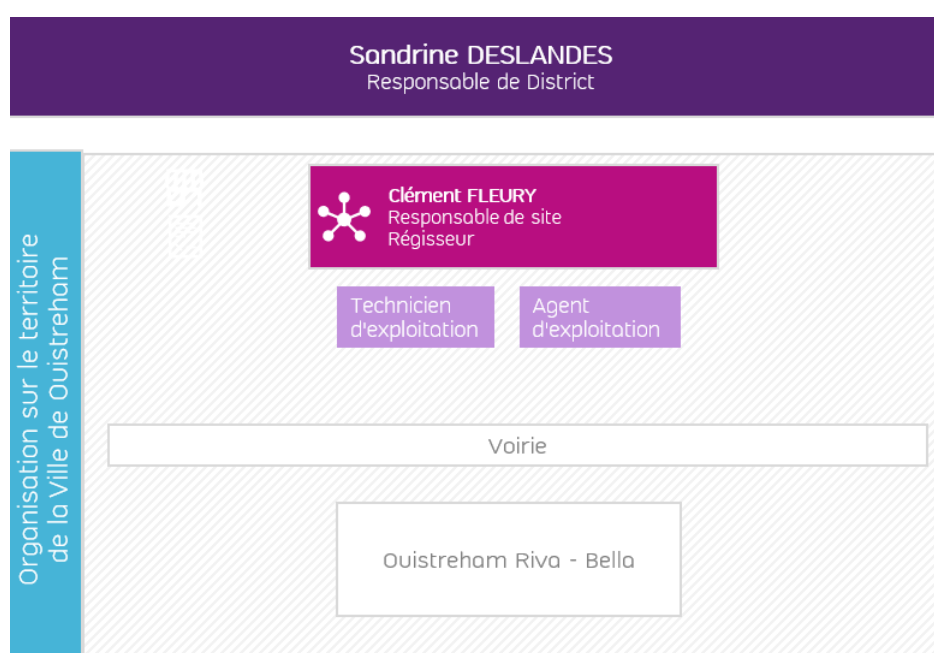 Sandrine DESLANDES
Responsable de District
Organisation sur le territoire
de la Ville de Ouistreham
Clément FLEURY
Responsable de site
Régisseur
Technicien
d'exploitation
Agent
d'exploitation
Voirie
Ouistreham Riva - Bella